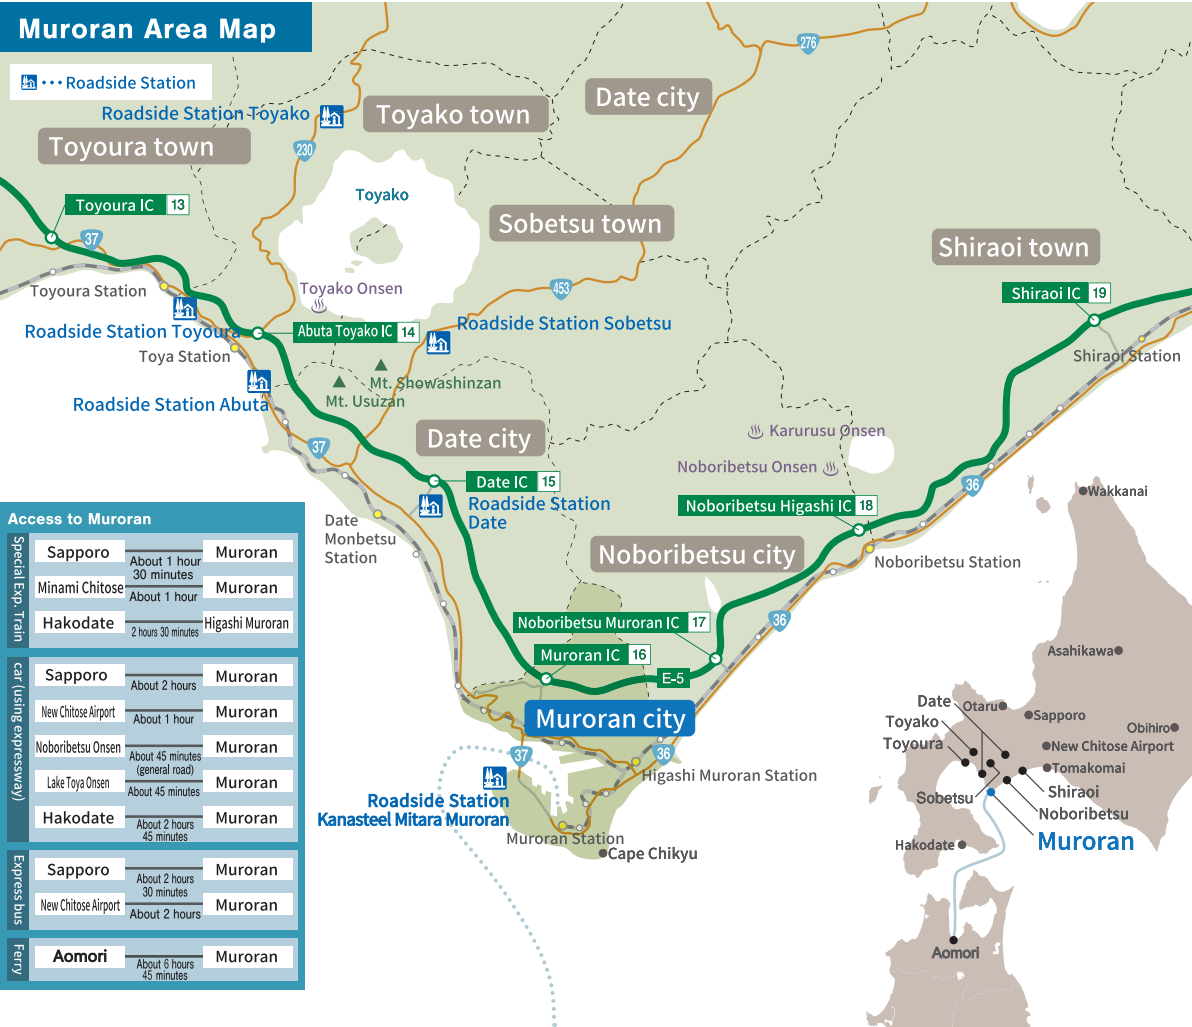 Muroran Area Map
・・・Roadside Station
Roadside Station Toyako
Toyako town
Date city
276
Toyoura town
230
Toyako
Toyoura IC 13
37
Sobetsu town
Shiraoi town
Toyoura Station
Toyako Onsen
453
Shiraoi IC 19
Roadside Station Toyoura
Abuta Toyako IC 14
Roadside Station Sobetsu
Toya Station
Shiraoi Station
Mt. Showashinzan
Mt. Usuzan
Roadside Station Abuta
37
Date city
Karurusu Onsen
Noboribetsu Onsen
Date IC 15
36
Wakkanai
Roadside Station
Date
Noboribetsu Higashi IC 18
Date
Monbetsu
Station
Noboribetsu city
Noboribetsu Station
Noboribetsu Muroran IC 17
36
Muroran IC 16
E-5
Muroran city
37
36
Higashi Muroran Station
Roadside Station
Kanasteel Mitara Muroran
Muroran Station
Cape Chikyu
Access to Muroran
Special Exp. Train
Sapporo
About 1 hour
30 minutes
Muroran
Minami Chitose
About 1 hour
Muroran
Hakodate
2 hours 30 minutes
Higashi Muroran
car (using expressway)
Sapporo
About 2 hours
Muroran
New Chitose Airport
About 1 hour
Muroran
Noboribetsu Onsen
About 45 minutes
(general road)
Muroran
Lake Toya Onsen
About 45 minutes
Muroran
Hakodate
About 2 hours
45 minutes
Muroran
Express bus
Sapporo
About 2 hours
30 minutes
Muroran
New Chitose Airport
About 2 hours
Muroran
Ferry
Aomori
About 6 hours
45 minutes
Muroran
Asahikawa
Date
Otaru
Sapporo
Toyako
Obihiro
Toyoura
New Chitose Airport
Tomakomai
Sobetsu
Shiraoi
Noboribetsu
Muroran
Hakodate
Aomori